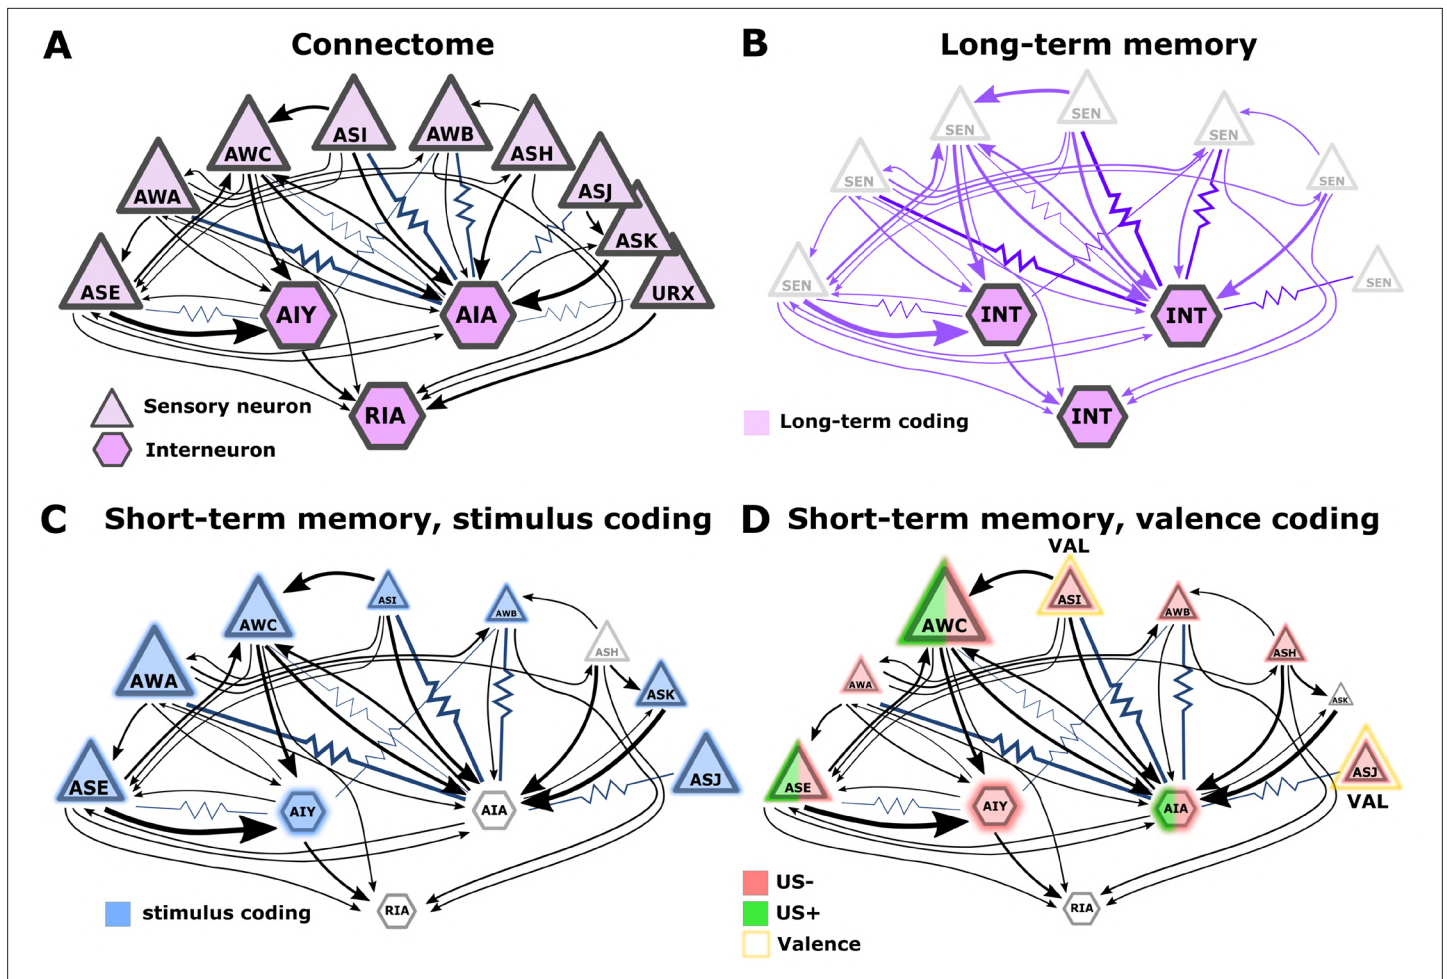 A
Connectome
ASI
AWB
AWC
ASH
AWA
ASJ
ASK
ASE
URX
AIY
AIA
RIA
Sensory neuron
Interneuron
B
Long-term memory
SEN
SEN
SEN
SEN
SEN
SEN
SEN
INT
INT
INT
Long-term coding
C
Short-term memory, stimulus coding
ASI
AWB
AWC
ASH
AWA
ASK
ASE
ASJ
AIY
AIA
RIA
stimulus coding
D
Short-term memory, valence coding
VAL
ASI
AWB
AWC
ASH
AWA
ASK
ASE
ASJ
VAL
AIY
AIA
RIA
US-
US+
Valence